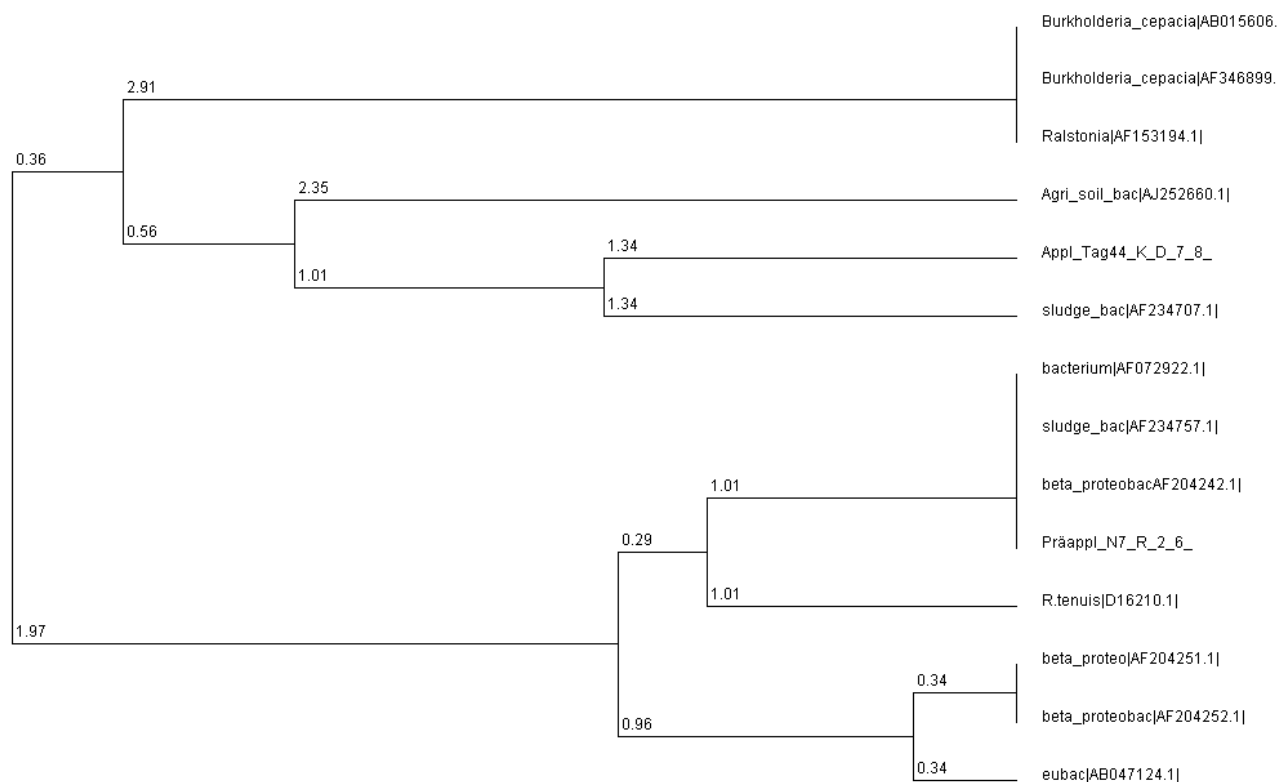 Burkholderia_cepacia|AB015606.
Burkholderia_cepacia|AF346899.
2.91
Ralstonia|AF153194.1|
0.36
2.35
Agri_soil_bac|AJ252660.1|
0.56
1.34
Appl_Tag44_K_D_7_8_
1.01
1.34
sludge_bac|AF234707.1|
bacterium|AF072922.1|
sludge_bac|AF234757.1|
1.01
beta_proteobacAF204242.1|
0.29
Präappl_N7_R_2_6_
1.01
R.tenuis|D16210.1|
1.97
beta_proteo|AF204251.1|
0.34
beta_proteobac|AF204252.1|
0.96
0.34
eubac|AB047124.1|